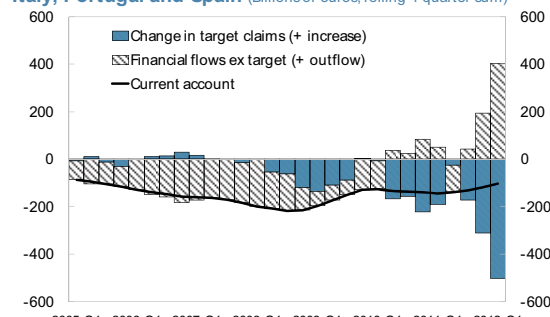 Italy, Portugal and Spain (Billions of euros, rolling 4 quarter sum)
600 600
Change in target claims (+ increase)
400 400
Financial flows ex target (+ outflow)
Current account
200 200
0 0
-200 -200
-400 -400
-600 -600